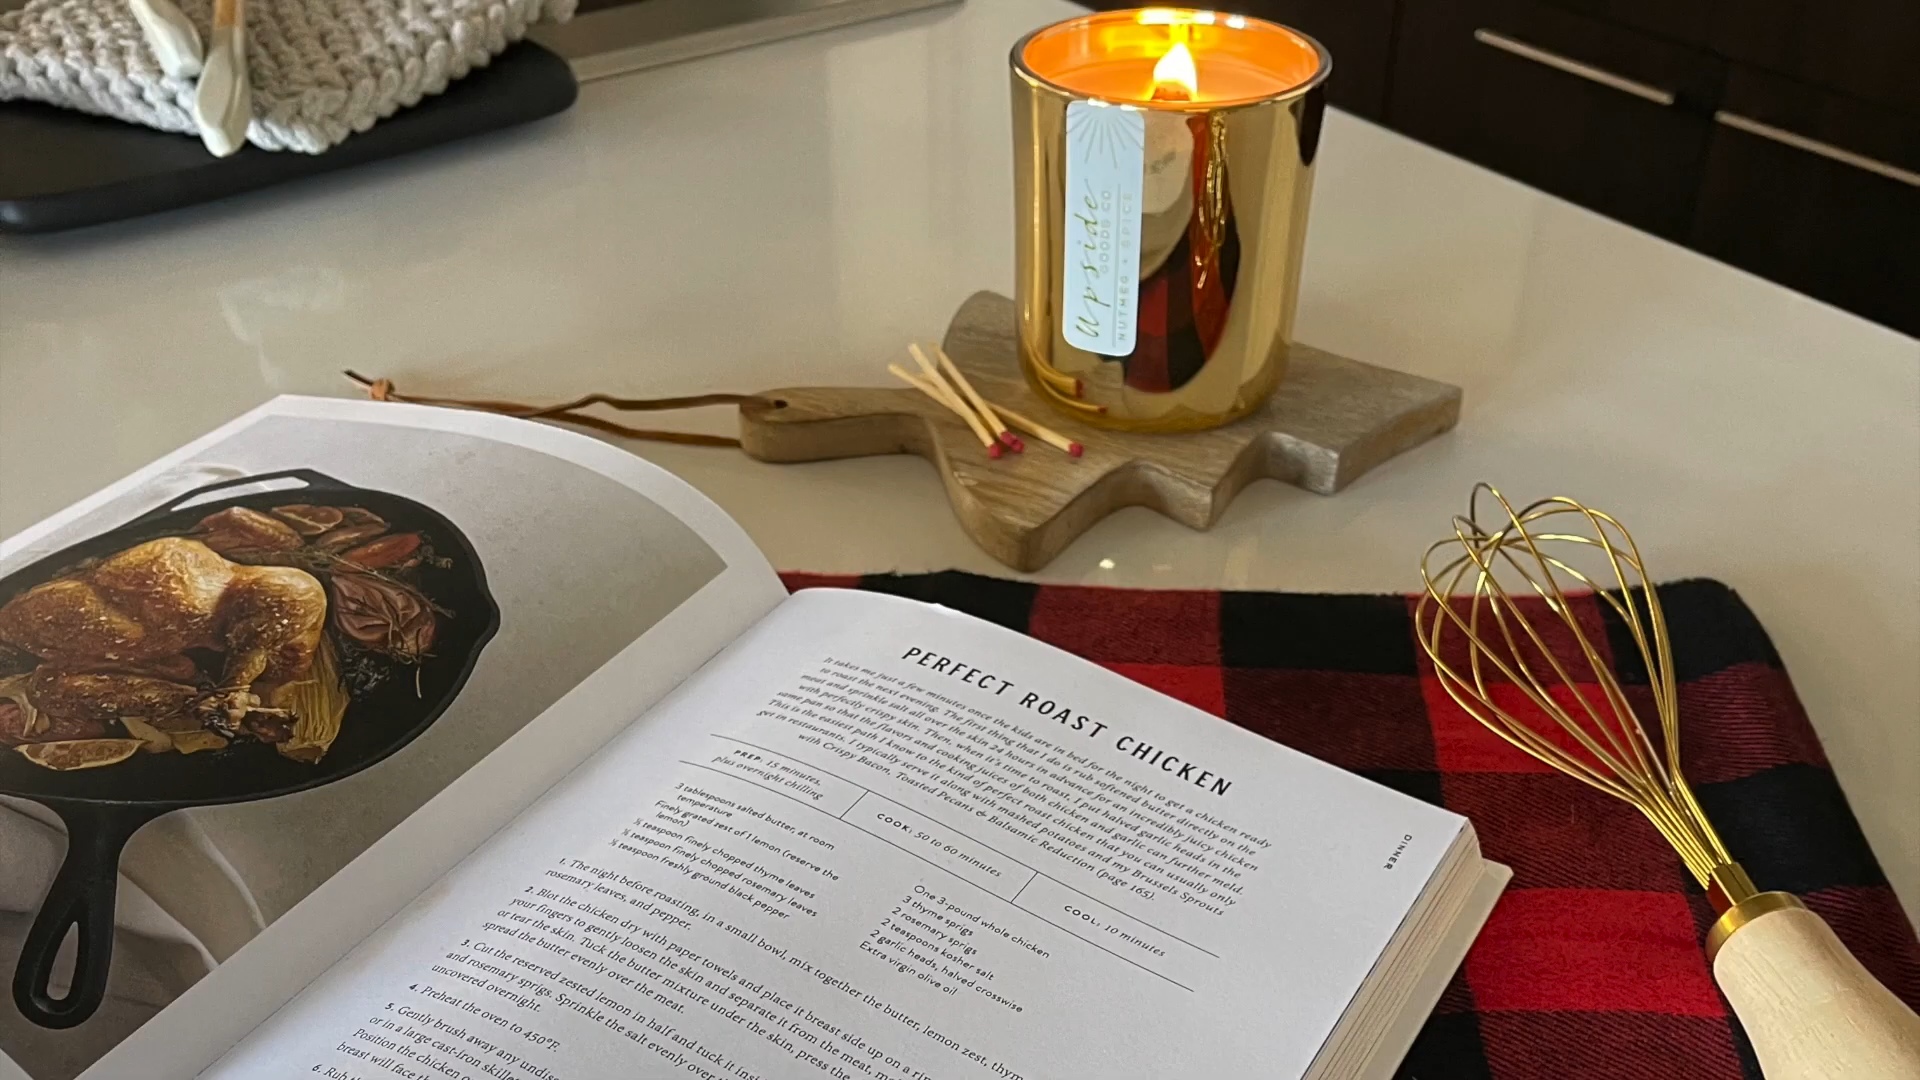 upside
GOODS CO
NUTMEG + SPICE
PERFECT ROAST CHICKEN
It takes me just a few minutes once the kids are in bed for the night to get a chicken ready
to roast the next evening. The first thing that I do is rub softened butter directly on the
meat and sprinkle salt all over the skin 24 hours in advance for an incredibly juicy chicken
with perfectly crispy skin. Then, when it's time to roast, I put halved garlic heads in the
same pan so that the flavors and cooking juices of both chicken and garlic can further meld.
This is the easiest path I know to the kind of perfect roast chicken that you can usually only
get in restaurants. I typically serve it along with mashed potatoes and my Brussels Sprouts
with Crispy Bacon, Toasted Pecans & Balsamic Reduction (page 165).
PREP: 15 minutes,
plus overnight chilling
COOK: 50 to 60 minutes
COOL: 10 minutes
3 tablespoons salted butter, at room
temperature
Finely grated zest of 1 lemon (reserve the
lemon)
teaspoon finely chopped thyme leaves
teaspoon finely chopped rosemary leaves
teaspoon freshly ground black pepper
One 3-pound whole chicken
3 thyme sprigs
2 rosemary sprigs
2 teaspoons kosher salt
2 garlic heads, halved crosswise
Extra virgin olive oil
1. The night before roasting, in a small bowl, mix together the butter, lemon zest, thym
rosemary leaves, and pepper.
2. Blot the chicken dry with paper towels and place it breast side up on a
your fingers to gently loosen the skin and separate it from the meat,
or tear the skin. Tuck the butter mixture under the skin, press the
spread the butter evenly over the meat.
3. Cut the reserved zested lemon in half and tuck it
and rosemary sprigs. Sprinkle the salt evenly over
uncovered overnight.
4. Preheat the oven to 450°F.
5. Gently brush away any
or in a large cast-iron
Position the chicken
breast will face
6. Rub
DINNER